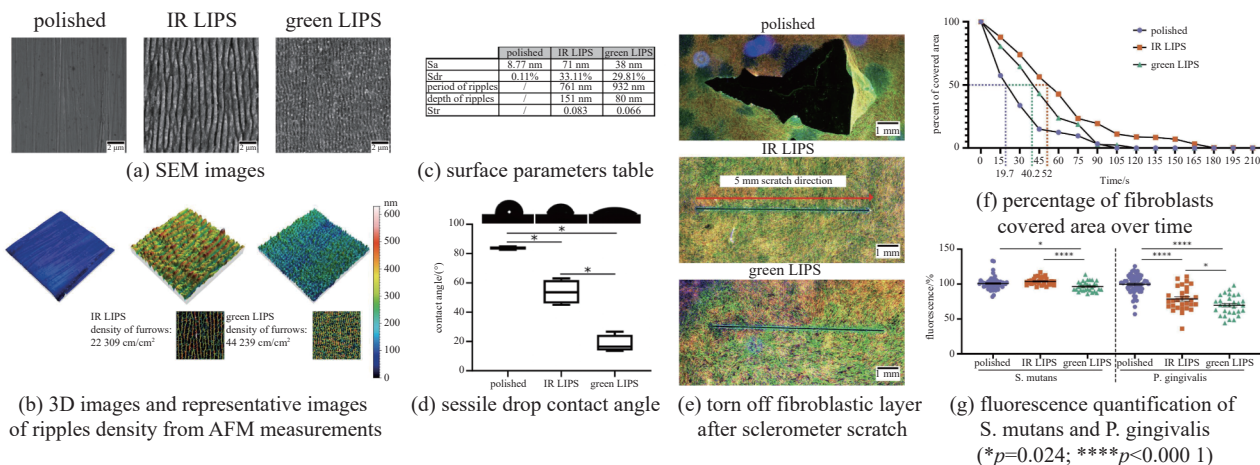 polished
IR LIPS
green LIPS
2 μm
2 μm
2 μm
(a) SEM images
nm
600
500
400
300
200
100
0
IR LIPS
density of furrows:
22 309 cm/cm²
green LIPS
density of furrows:
44 239 cm/cm²
(b) 3D images and representative images
of ripples density from AFM measurements
polished IR LIPS green LIPS
Sa 8.77 nm 71 nm 38 nm
Sdr 0.11% 33.11% 29.81%
period of ripples / 761 nm 932 nm
depth of ripples / 151 nm 80 nm
Str / 0.083 0.066
(c) surface parameters table
contact angle/(°)
100
80
60
40
20
0
*
*
*
polished IR LIPS green LIPS
(d) sessile drop contact angle
polished
1 mm
IR LIPS
5 mm scratch direction
1 mm
green LIPS
1 mm
(e) torn off fibroblastic layer
after sclerometer scratch
percent of covered area
100
50
0
polished
IR LIPS
green LIPS
0 15 30 45 60 75 90 105 120 135 150 165 180 195 210
19.7 40.2 52
Time/s
(f) percentage of fibroblasts
covered area over time
fluorescence/%
150
100
50
0
*
****
****
****
*
polished IR LIPS green LIPS polished IR LIPS green LIPS
S. mutans P. gingivalis
(g) fluorescence quantification of
S. mutans and P. gingivalis
(*p=0.024; ****p<0.000 1)